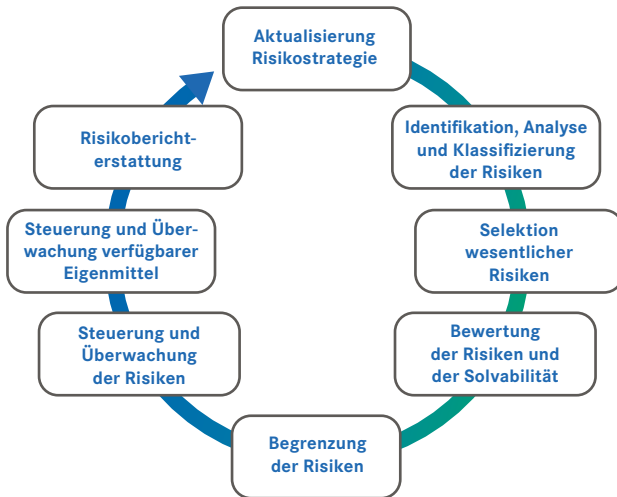 Aktualisierung
Risikostrategie
Identifikation, Analyse
und Klassifizierung
der Risiken
Selektion
wesentlicher
Risiken
Bewertung
der Risiken und
der Solvabilität
Begrenzung
der Risiken
Steuerung und
Überwachung
der Risiken
Steuerung und Über-
wachung verfügbarer
Eigenmittel
Risikobericht-
erstattung